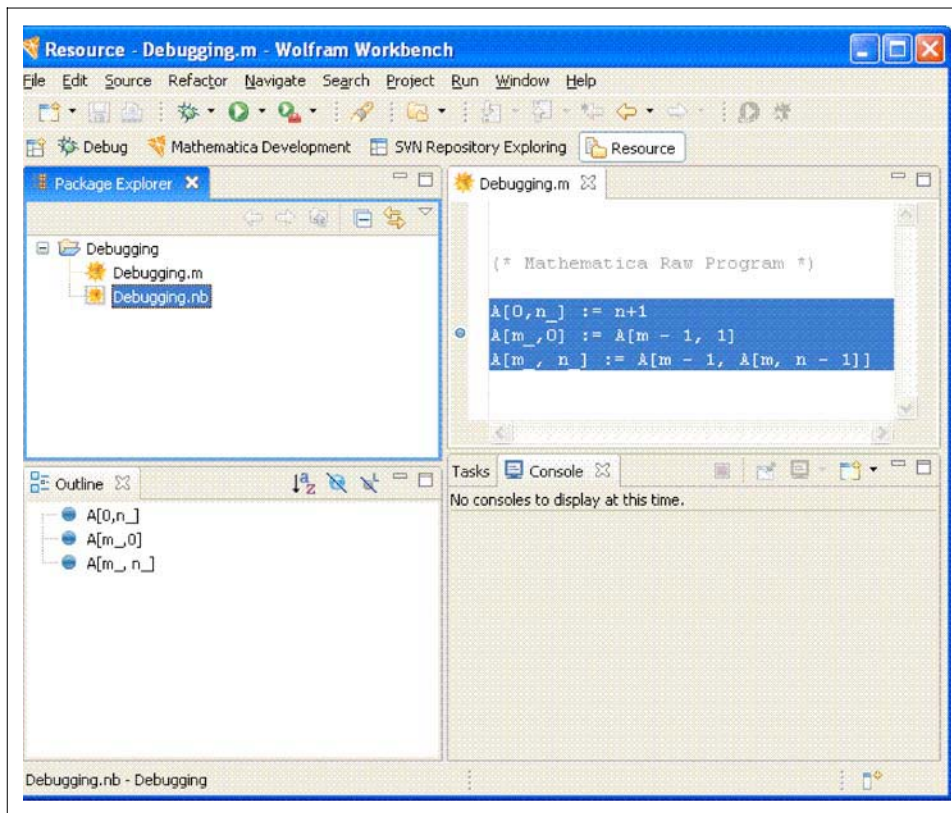 Resource - Debugging.m - Wolfram Workbench
File Edit Source Refactor Navigate Search Project Run Window Help
Debug Mathematica Development SVN Repository Exploring Resource
Package Explorer
Debugging
Debugging.m
Debugging.nb
Debugging.m
(* Mathematica Raw Program *)
A[0,n_] := n+1
A[m_,0] := A[m - 1, 1]
A[m_, n_] := A[m - 1, A[m, n - 1]]
Outline
A[0,n_]
A[m_,0]
A[m_, n_]
Tasks Console
No consoles to display at this time.
Debugging.nb - Debugging